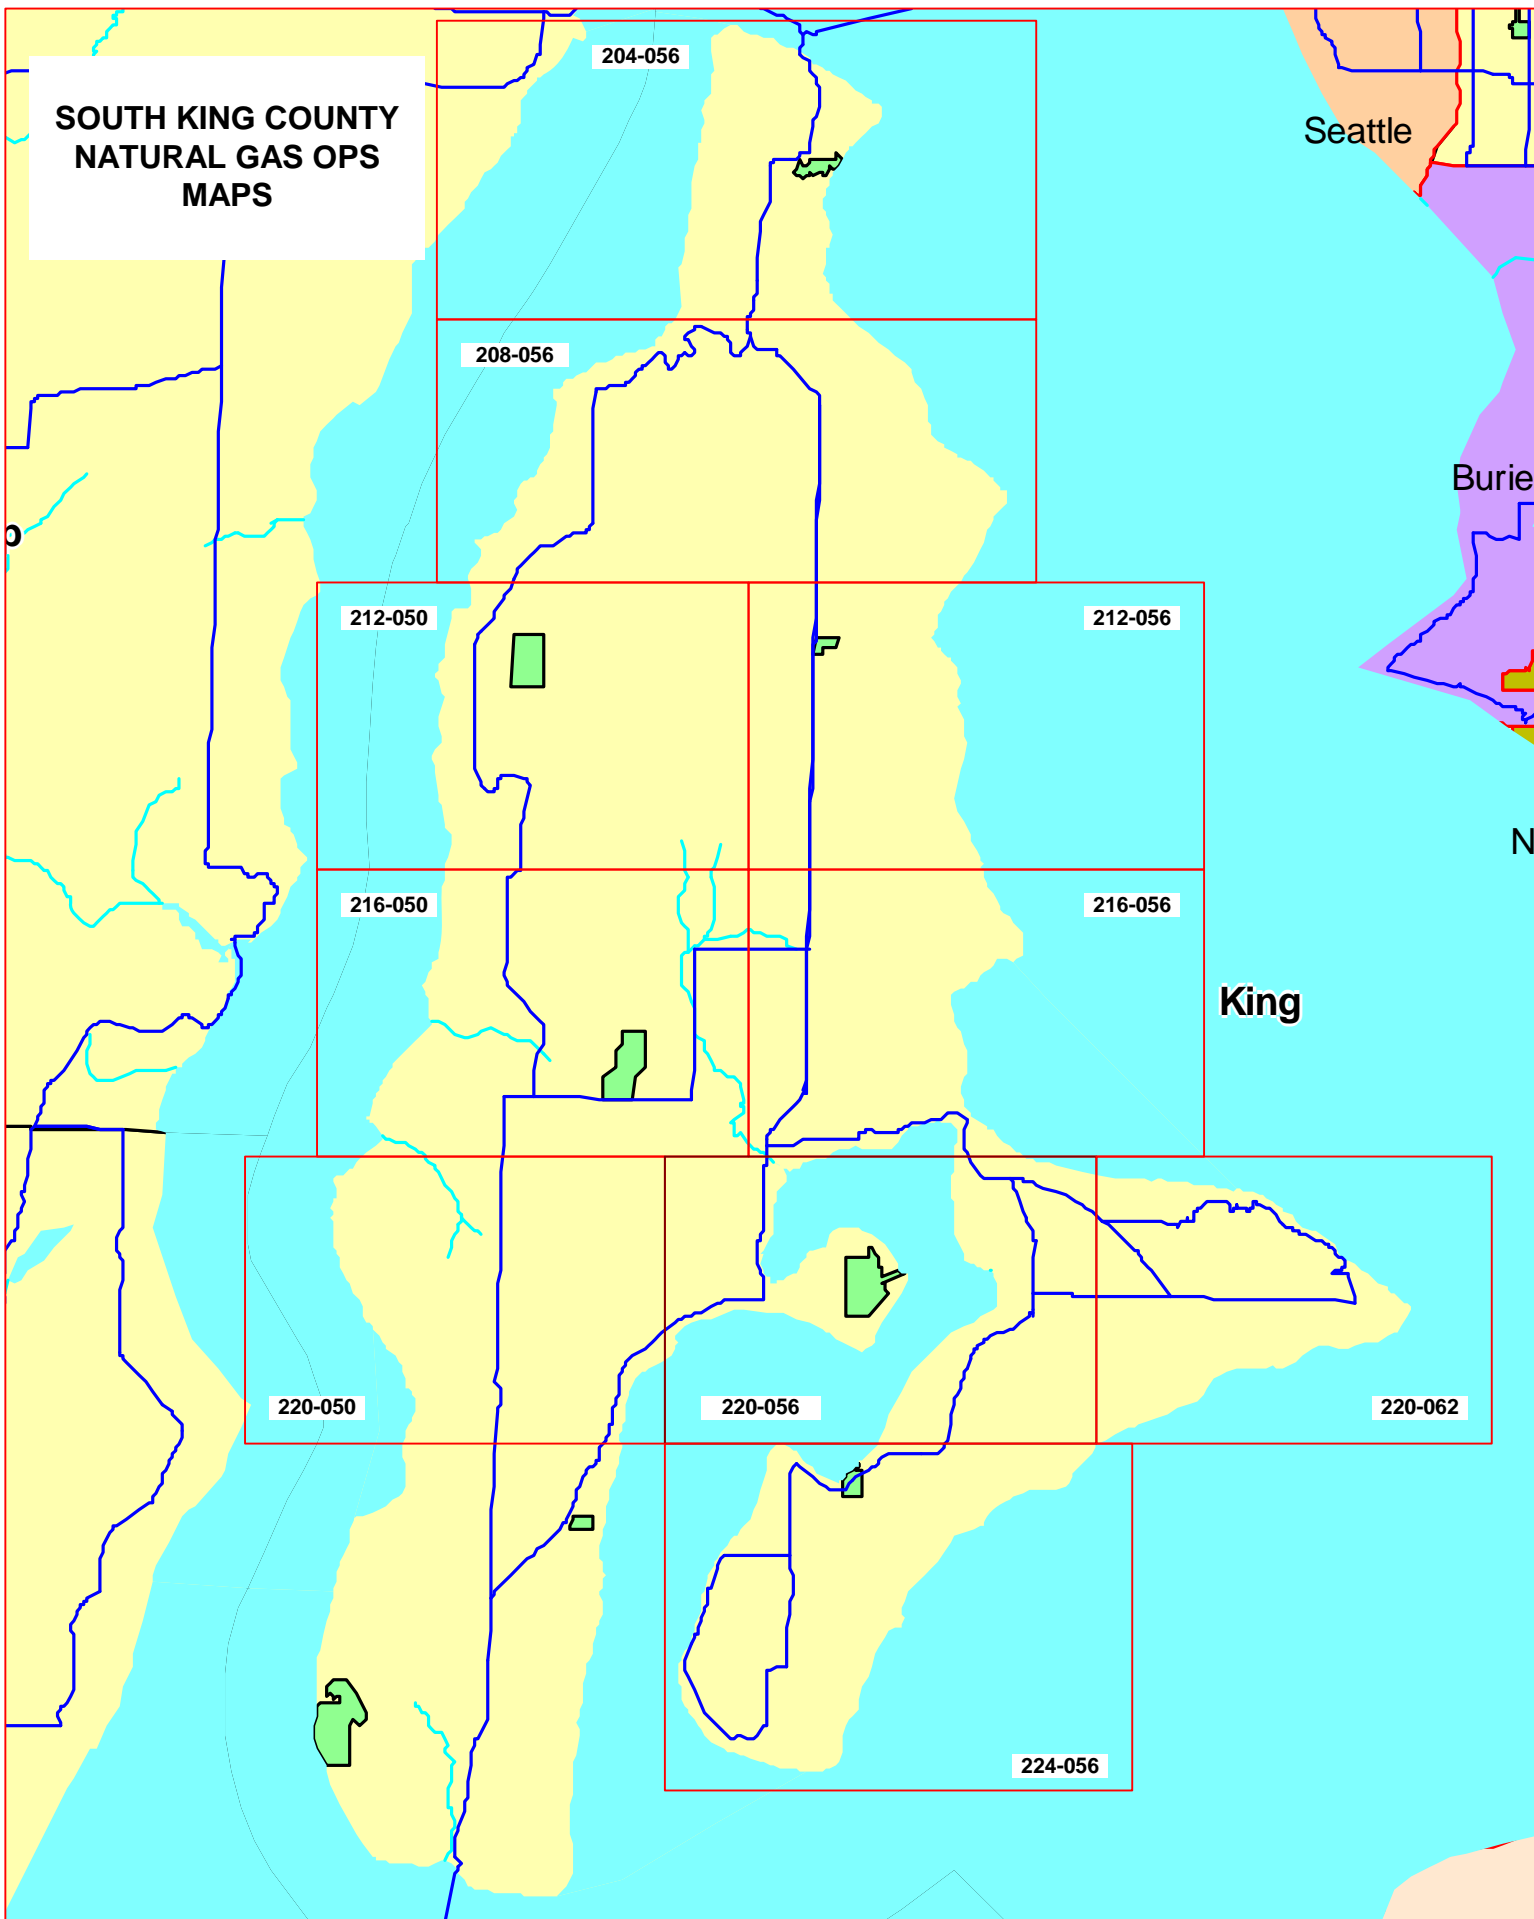 SOUTH KING COUNTY
NATURAL GAS OPS
MAPS
204-056
Seattle
208-056
Burie
p
212-050
212-056
N
216-050
216-056
King
220-050
220-056
220-062
224-056